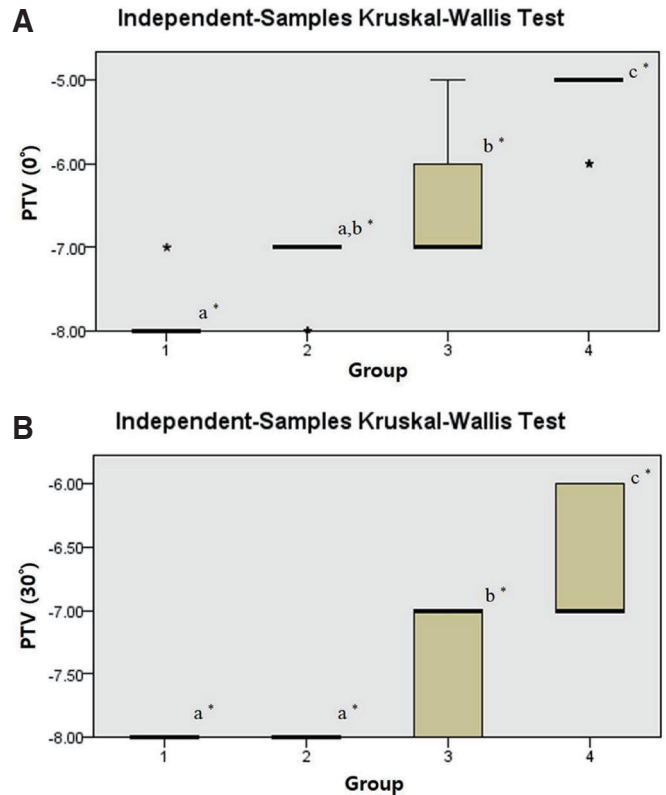 A
Independent-Samples Kruskal-Wallis Test
PTV (0°)
-5.00
-6.00
-7.00
-8.00
a *
a,b *
b *
c *
*
*
*
1 2 3 4
Group
B
Independent-Samples Kruskal-Wallis Test
PTV (30°)
-6.00
-6.50
-7.00
-7.50
-8.00
a *
a *
b *
c *
1 2 3 4
Group